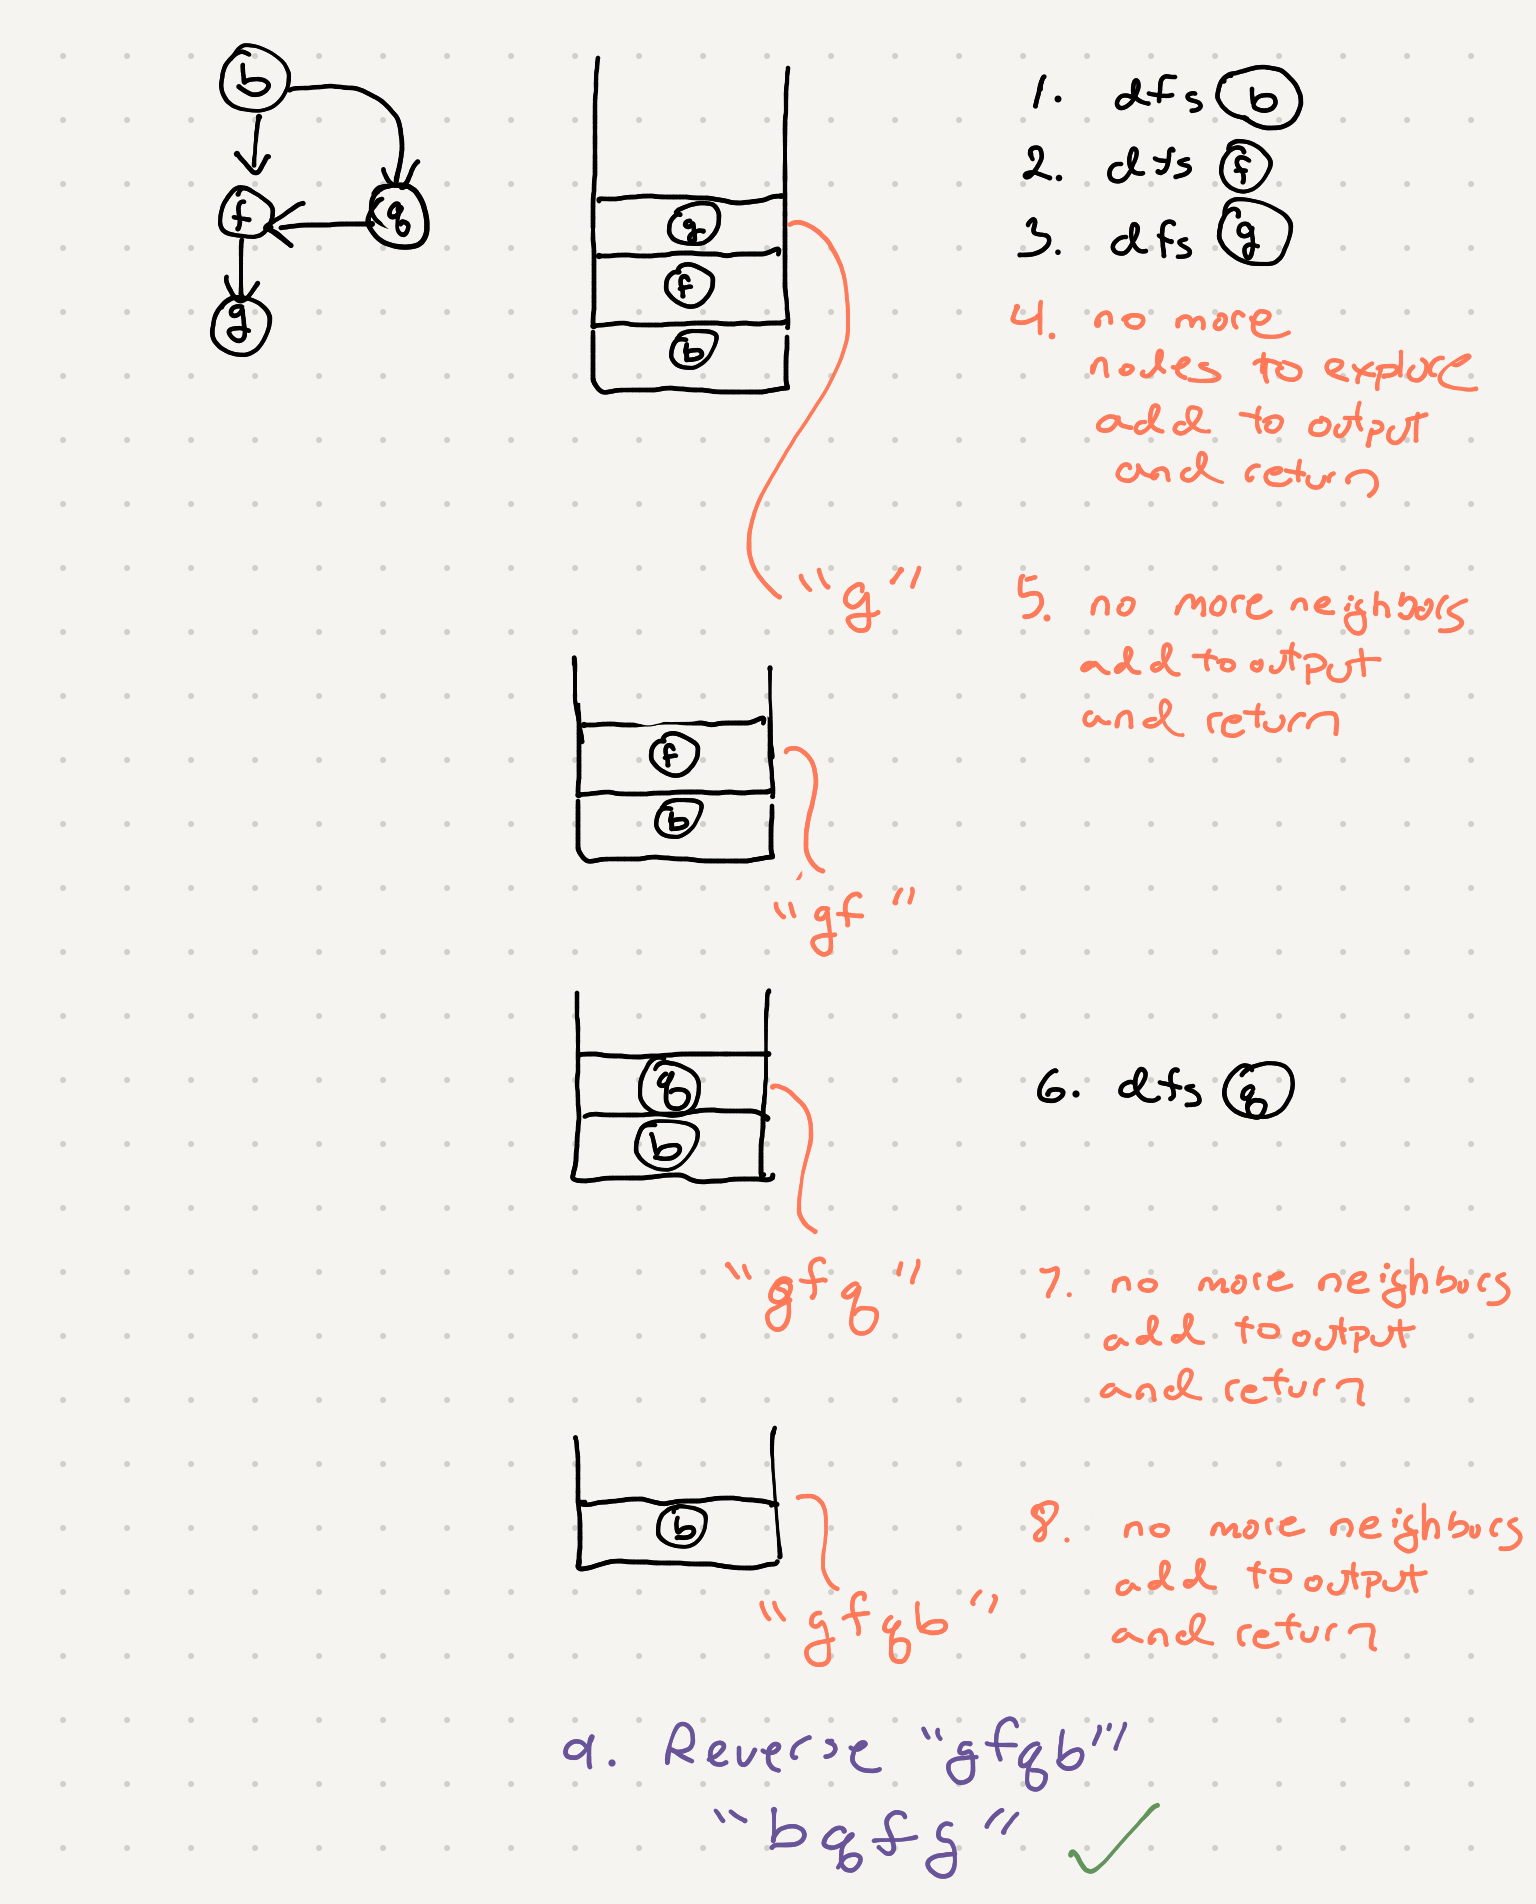 b
f
q
g
g
f
b
1. dfs b
2. dfs f
3. dfs g
4. no more
nodes to explore
add to output
and return
"g"
5. no more neighbors
add to output
and return
f
b
"gf"
q
b
6. dfs q
"gfq"
7. no more neighbors
add to output
and return
b
"gfqb"
8. no more neighbors
add to output
and return
9. Reverse "gfqb"
"bqfg" ✓